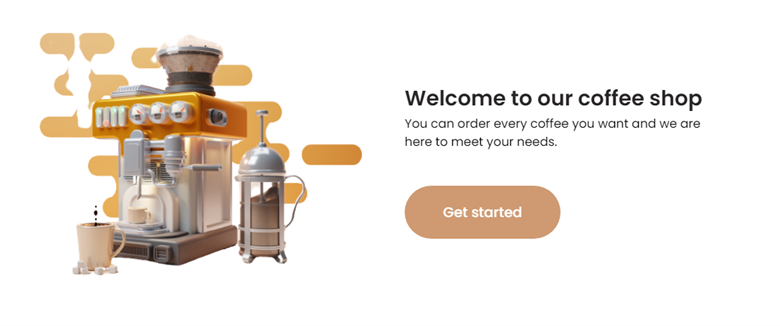 Welcome to our coffee shop
You can order every coffee you want and we are
here to meet your needs.
Get started